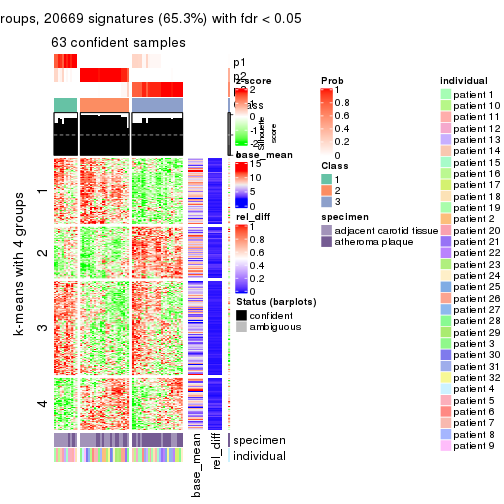 roups, 20669 signatures (65.3%) with fdr < 0.05
63 confident samples
p1
p2
Silhouette
score
k-means with 4 groups
1
2
3
4
specimen
individual
base_mean
rel_diff
z-score
2
0
base_mean
15
10
5
0
rel_diff
1
0.8
0.6
0.4
0.2
0
Status (barplots)
confident
ambiguous
Prob
1
0.8
0.6
0.4
0.2
0
Class
1
2
3
specimen
adjacent carotid tissue
atheroma plaque
individual
patient 1
patient 10
patient 11
patient 12
patient 13
patient 14
patient 15
patient 16
patient 17
patient 18
patient 19
patient 2
patient 20
patient 21
patient 22
patient 23
patient 24
patient 25
patient 26
patient 27
patient 28
patient 29
patient 3
patient 30
patient 31
patient 32
patient 4
patient 5
patient 6
patient 7
patient 8
patient 9